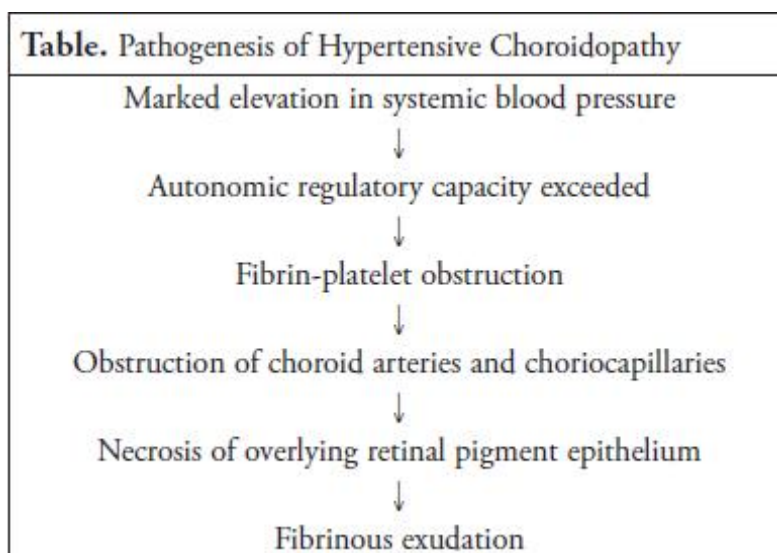 Table. Pathogenesis of Hypertensive Choroidopathy
Marked elevation in systemic blood pressure
↓
Autonomic regulatory capacity exceeded
↓
Fibrin-platelet obstruction
↓
Obstruction of choroid arteries and choriocapillaries
↓
Necrosis of overlying retinal pigment epithelium
↓
Fibrinous exudation